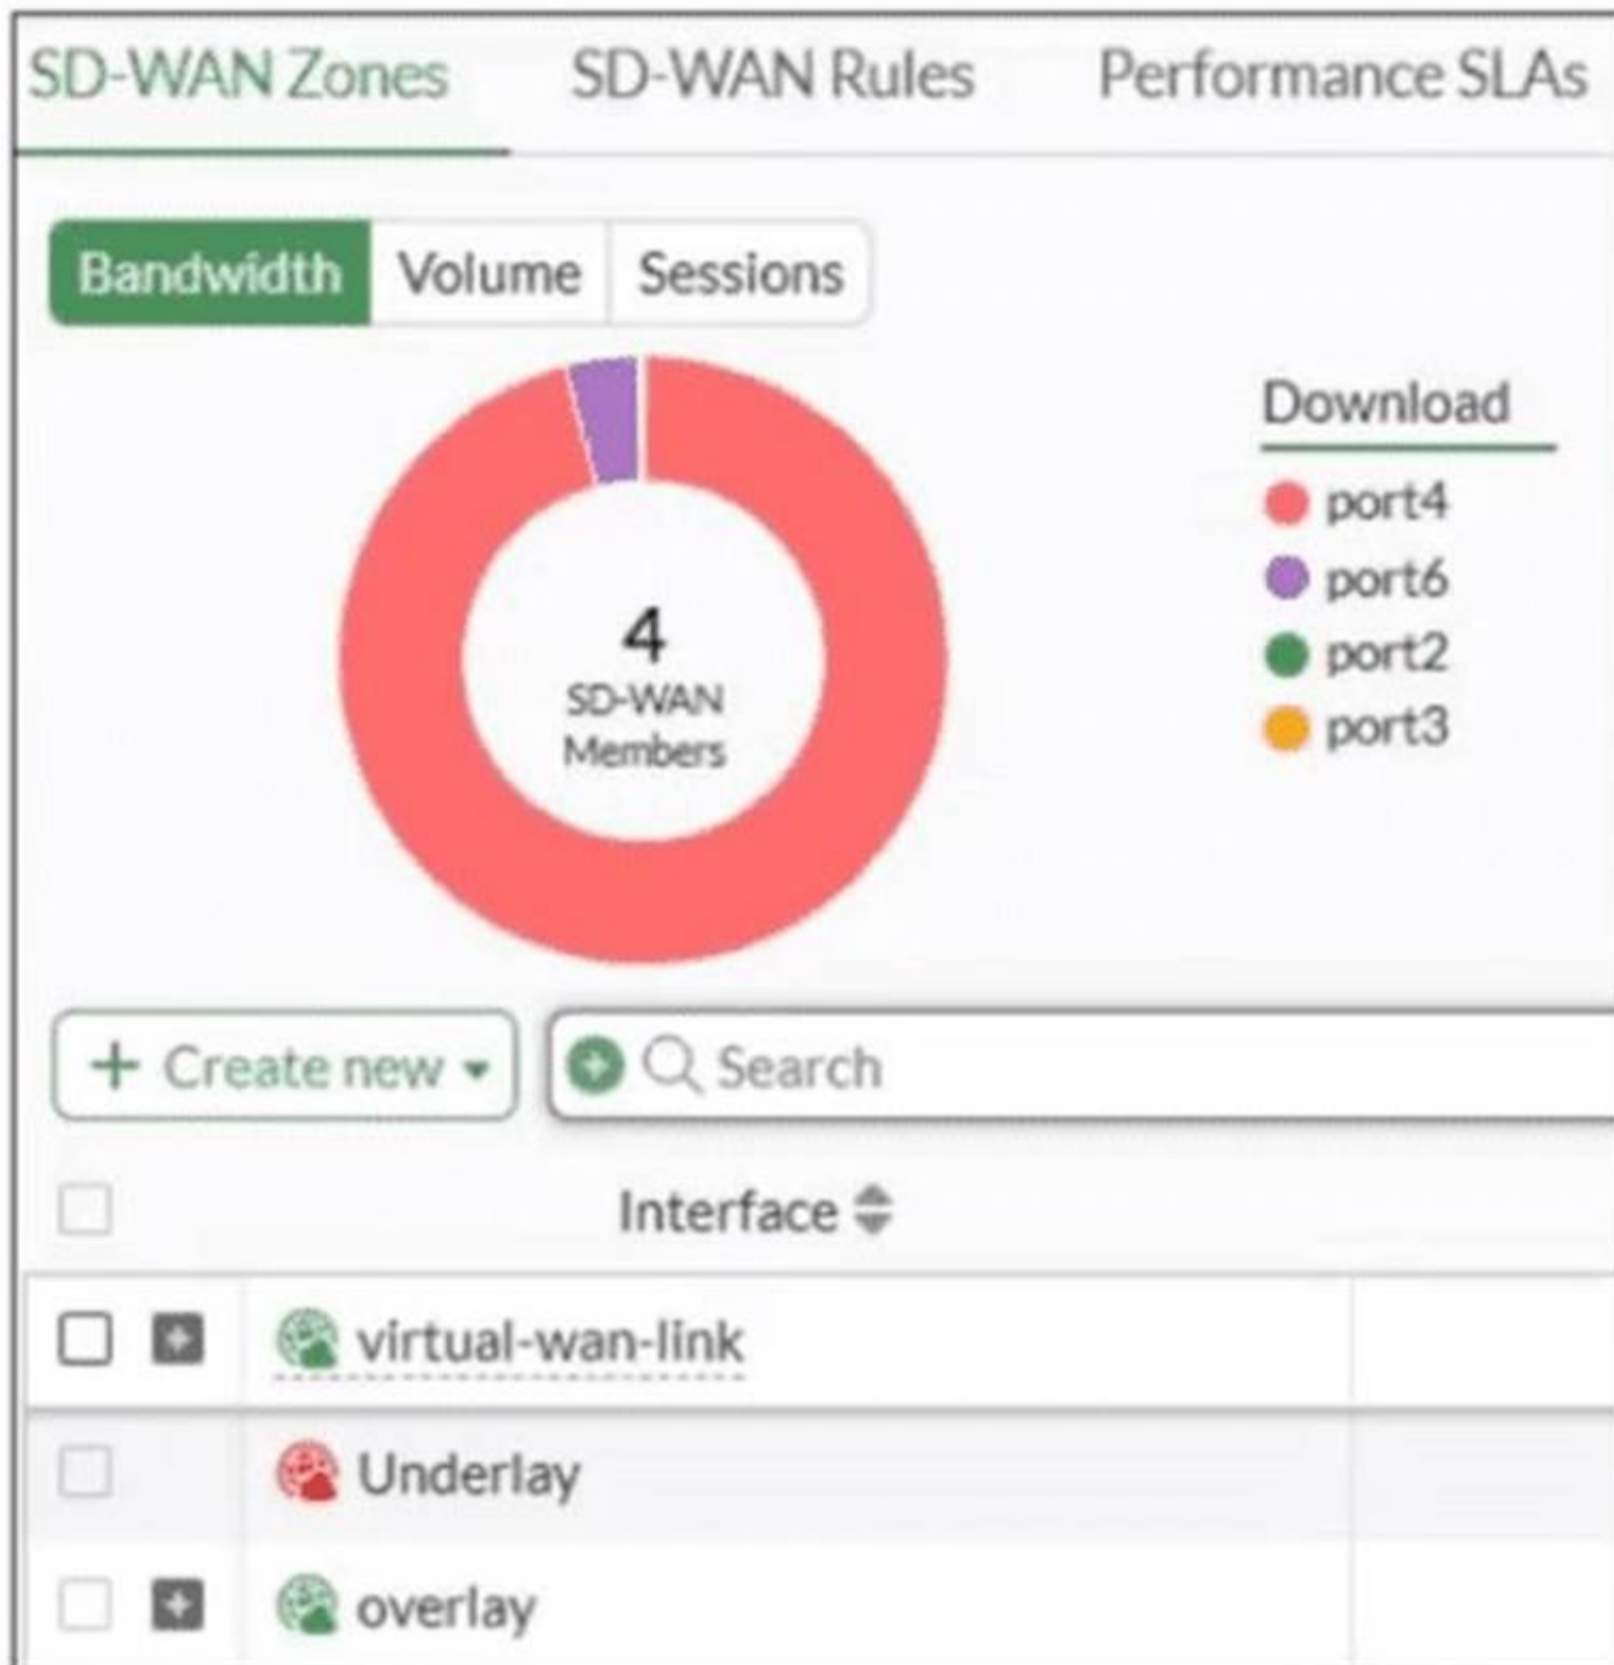 SD-WAN Zones SD-WAN Rules Performance SLAs
Bandwidth Volume Sessions
Download
port4
port6
port2
port3
4
SD-WAN
Members
Create new Search
Interface
virtual-wan-link
Underlay
overlay